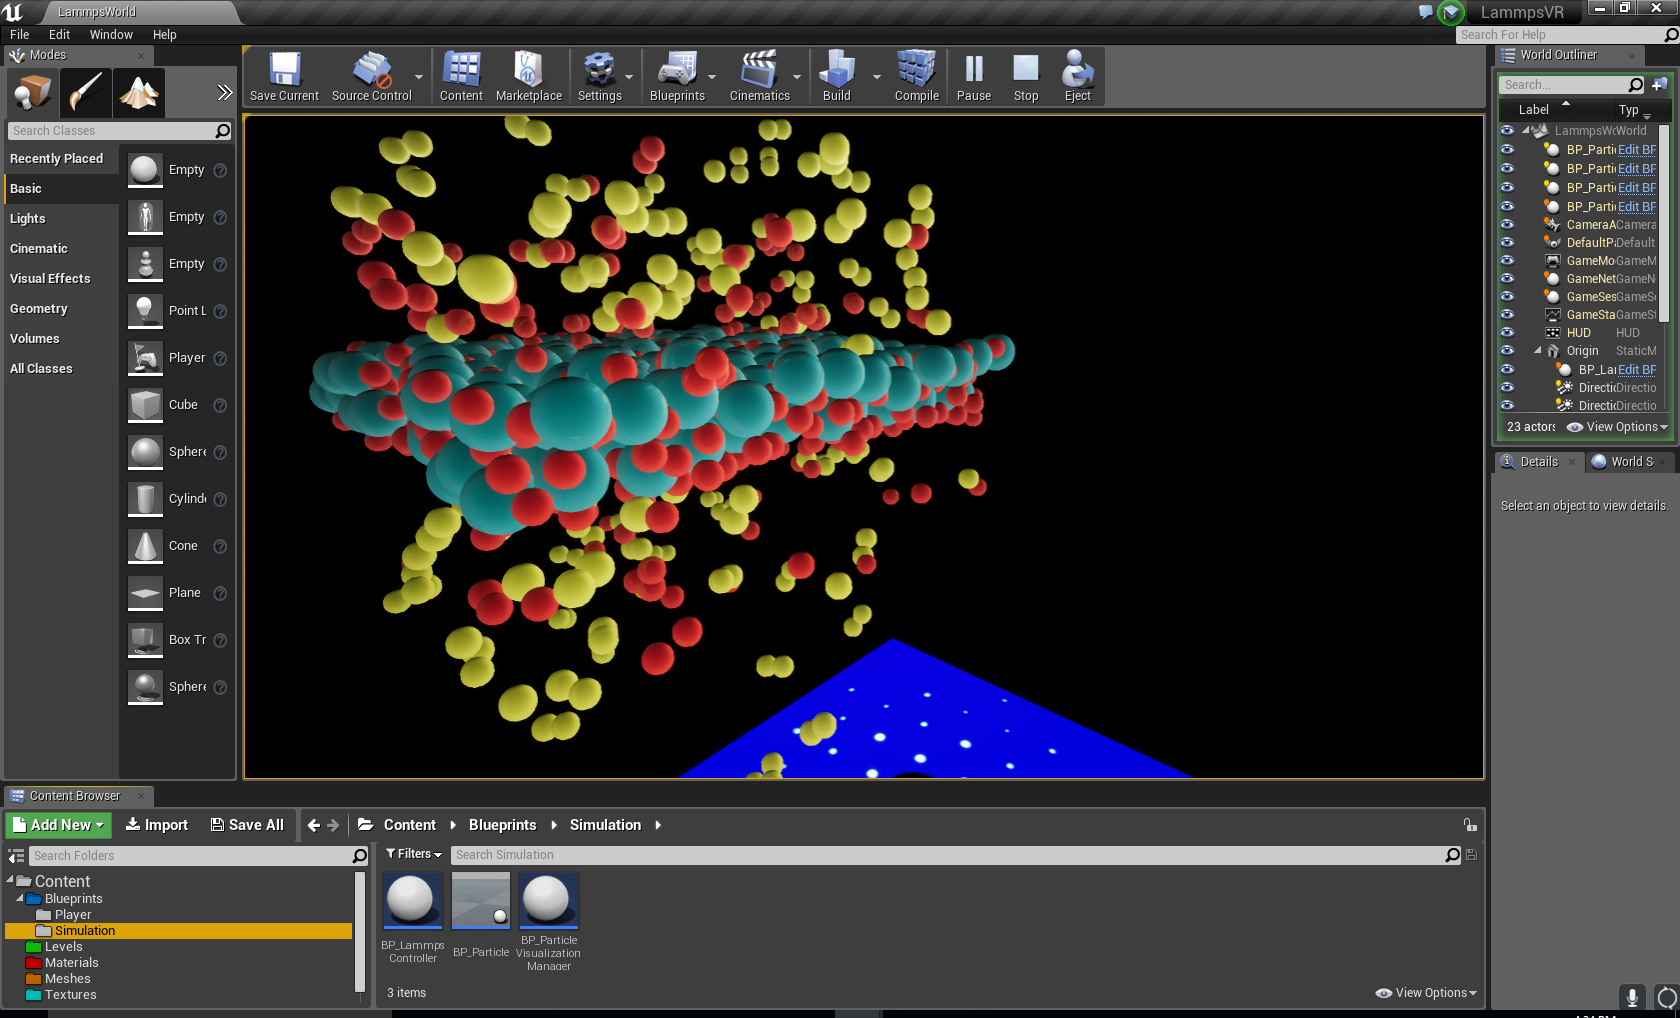 LammpsWorld
LammpsVR
File Edit Window Help
Search For Help
Modes
Search Classes
Recently Placed
Basic
Lights
Cinematic
Visual Effects
Geometry
Volumes
All Classes
Empty
Empty
Empty
Point L
Player
Cube
Sphere
Cylinde
Cone
Plane
Box Tr
Sphere
Save Current
Source Control
Content
Marketplace
Settings
Blueprints
Cinematics
Build
Compile
Pause
Stop
Eject
World Outliner
Search...
Label Typ
LammpsWo World
BP_Parti Edit BP
BP_Parti Edit BP
BP_Parti Edit BP
BP_Parti Edit BP
CameraA Camera
DefaultPa Default
GameMo GameM
GameNet GameN
GameSes GameSe
GameSta GameSt
HUD HUD
Origin StaticM
BP_La Edit BP
Directi Directio
Directi Directio
23 actors View Options
Details
World S
Select an object to view details.
Content Browser
Add New Import Save All
Content Blueprints Simulation
Search Folders
Filters
Search Simulation
Content
Blueprints
Player
Simulation
Levels
Materials
Meshes
Textures
BP_Lammps
Controller
BP_Particle
BP_Particle
Visualization
Manager
3 items
View Options